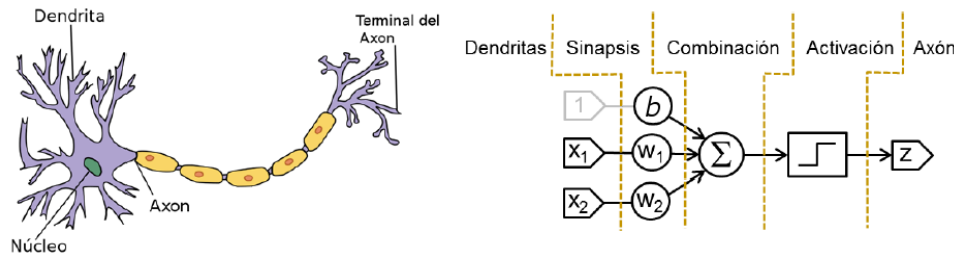 Dendrita
Terminal del
Axon
Axon
Núcleo
Dendritas Sinapsis Combinación Activación Axón
1 b
x₁ w₁ Σ z
x₂ w₂